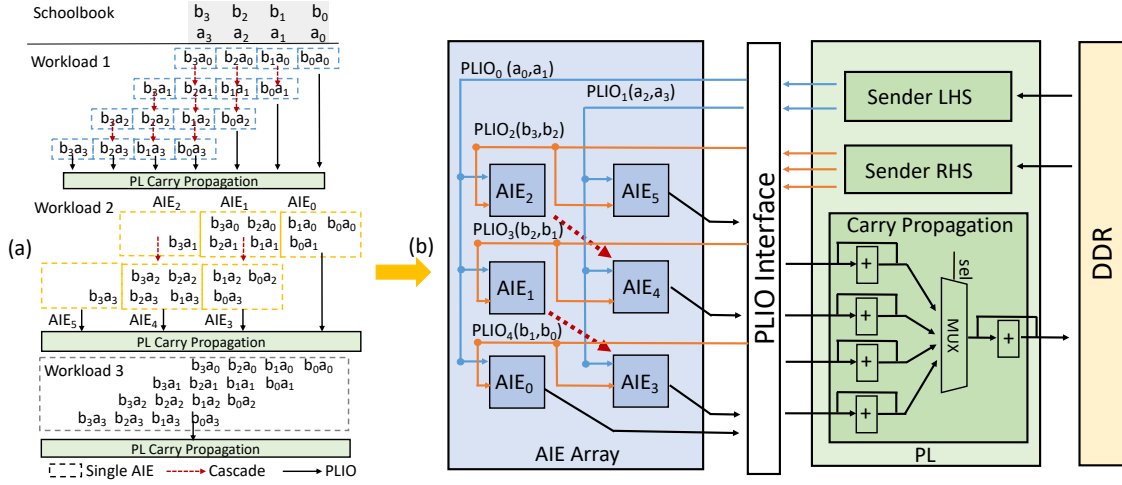 Schoolbook b3 b2 b1 b0
a3 a2 a1 a0
Workload 1
b3a0 b2a0 b1a0 b0a0
b3a1 b2a1 b1a1 b0a1
b3a2 b2a2 b1a2 b0a2
b3a3 b2a3 b1a3 b0a3
PL Carry Propagation
Workload 2 AIE2 AIE1 AIE0
b3a0 b2a0 b1a0 b0a0
b3a1 b2a1 b1a1 b0a1
b3a2 b2a2 b1a2 b0a2
b3a3 b2a3 b1a3 b0a3
AIE5 AIE4 AIE3
PL Carry Propagation
Workload 3
b3a0 b2a0 b1a0 b0a0
b3a1 b2a1 b1a1 b0a1
b3a2 b2a2 b1a2 b0a2
b3a3 b2a3 b1a3 b0a3
PL Carry Propagation
Single AIE Cascade PLIO
(a)
(b)
PLIO0 (a0,a1)
PLIO1(a2,a3)
PLIO2(b3,b2)
AIE2 AIE5
PLIO3(b2,b1)
AIE1 AIE4
PLIO4(b1,b0)
AIE0 AIE3
AIE Array
PLIO Interface
Sender LHS
Sender RHS
Carry Propagation
+
+
+
+
sel
MUX
+
PL
DDR